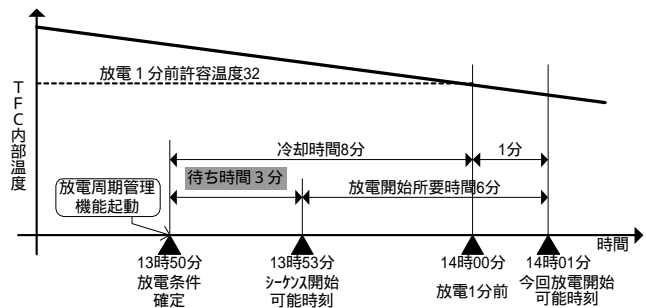 TFC内部温度
放電1分前許容温度32
冷却時間8分
1分
待ち時間3分
放電開始所要時間6分
放電周期管理
機能起動
時間
13時50分
放電条件
確定
13時53分
シーケンス開始
可能時刻
14時00分
放電1分前
14時01分
今回放電開始
可能時刻